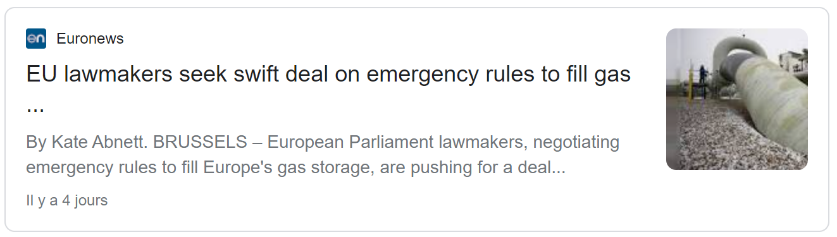 en Euronews
EU lawmakers seek swift deal on emergency rules to fill gas
...
By Kate Abnett. BRUSSELS – European Parliament lawmakers, negotiating
emergency rules to fill Europe's gas storage, are pushing for a deal...
Il y a 4 jours